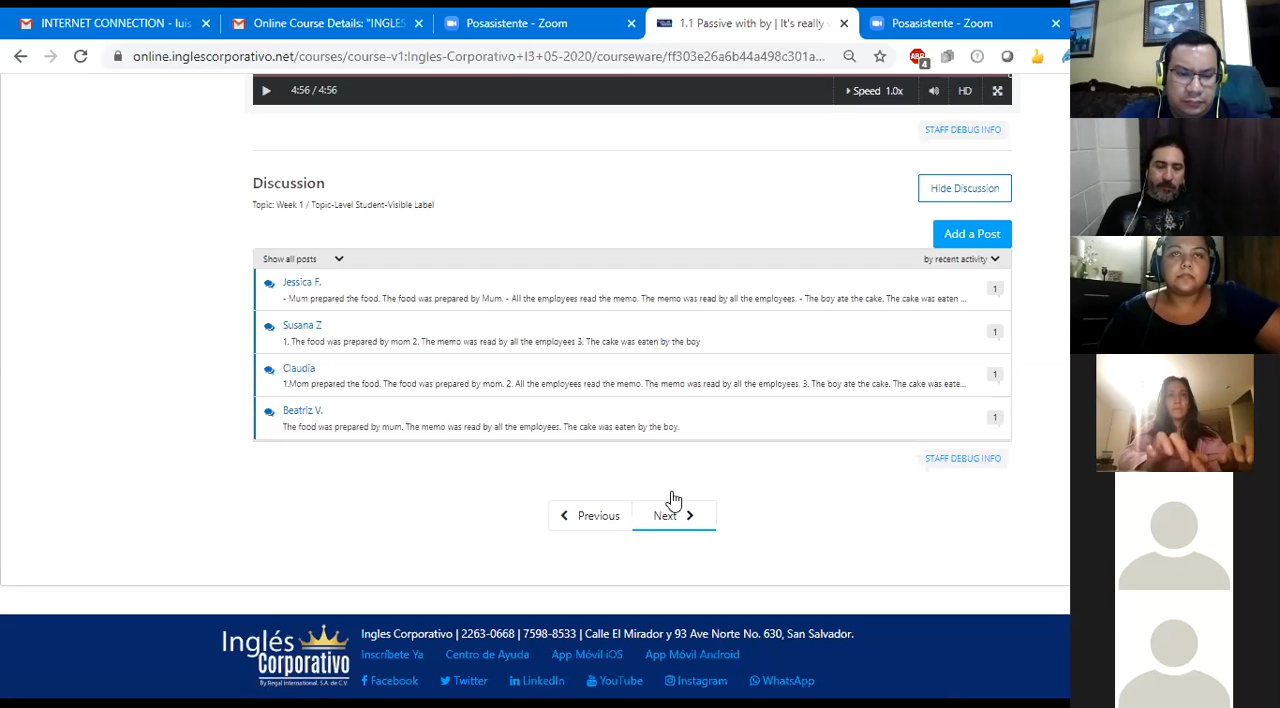 INTERNET CONNECTION - luis
Online Course Details: "INGLES
Posasistente - Zoom
1.1 Passive with by | It's really
Posasistente - Zoom
online.inglescorporativo.net/courses/course-v1:Ingles-Corporativo+I3+05-2020/courseware/ff303e26a6b44a498c301a...
4
4:56 / 4:56
Speed 1.0x
HD
STAFF DEBUG INFO
Discussion
Hide Discussion
Topic: Week 1 / Topic-Level Student-Visible Label
Add a Post
Show all posts
by recent activity
Jessica F.
- Mum prepared the food. The food was prepared by Mum. - All the employees read the memo. The memo was read by all the employees. - The boy ate the cake. The cake was eaten ...
1
Susana Z
1. The food was prepared by mom 2. The memo was read by all the employees 3. The cake was eaten by the boy
1
Claudia
1.Mom prepared the food. The food was prepared by mom. 2. All the employees read the memo. The memo was read by all the employees. 3. The boy ate the cake. The cake was eate...
1
Beatriz V.
The food was prepared by mum. The memo was read by all the employees. The cake was eaten by the boy.
1
STAFF DEBUG INFO
Previous
Next
Inglés Corporativo
By Regal International, S.A. de C.V.
Ingles Corporativo | 2263-0668 | 7598-8533 | Calle El Mirador y 93 Ave Norte No. 630, San Salvador.
Inscríbete Ya
Centro de Ayuda
App Móvil iOS
App Móvil Android
Facebook
Twitter
LinkedIn
YouTube
Instagram
WhatsApp